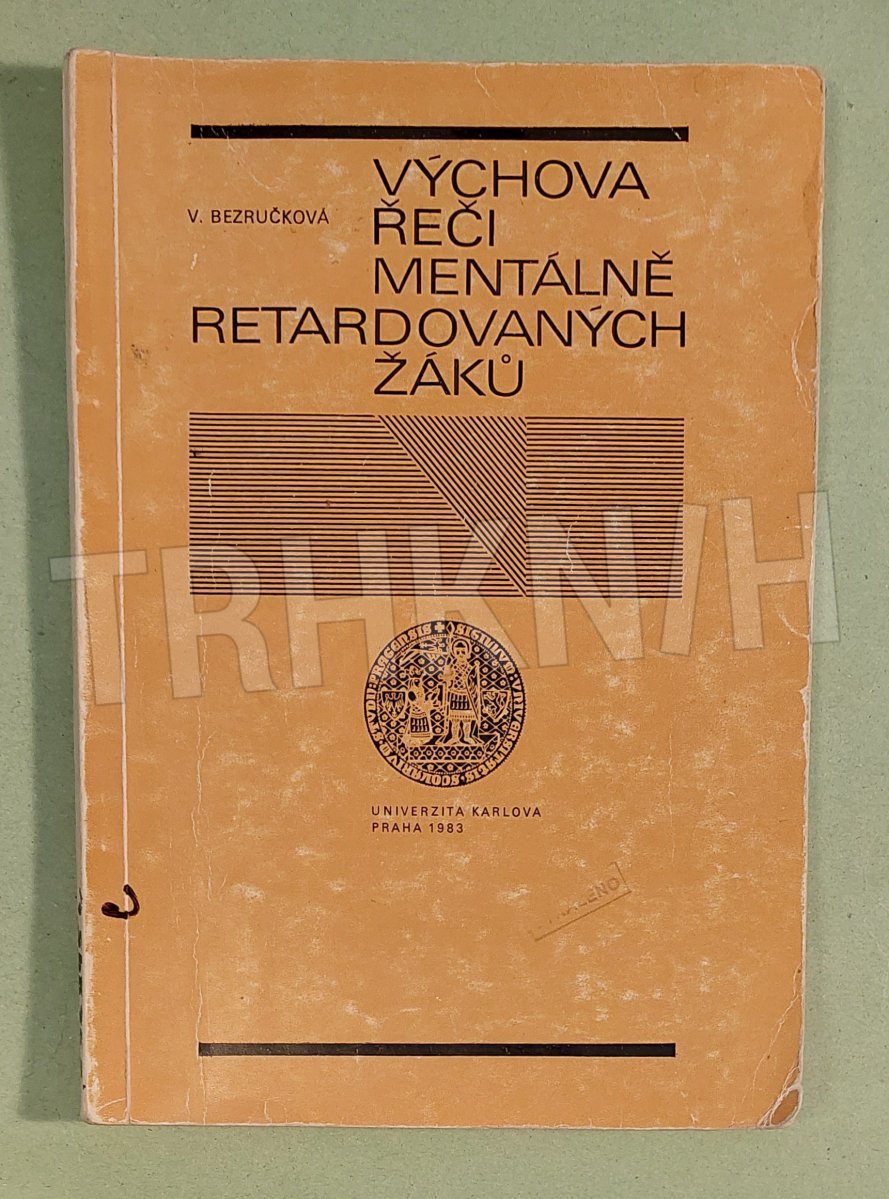 V. BEZRUČKOVÁ
VÝCHOVA
ŘEČI
MENTÁLNĚ
RETARDOVANÝCH
ŽÁKŮ
TRHKNIH
UNIVERZITA KARLOVA
PRAHA 1983